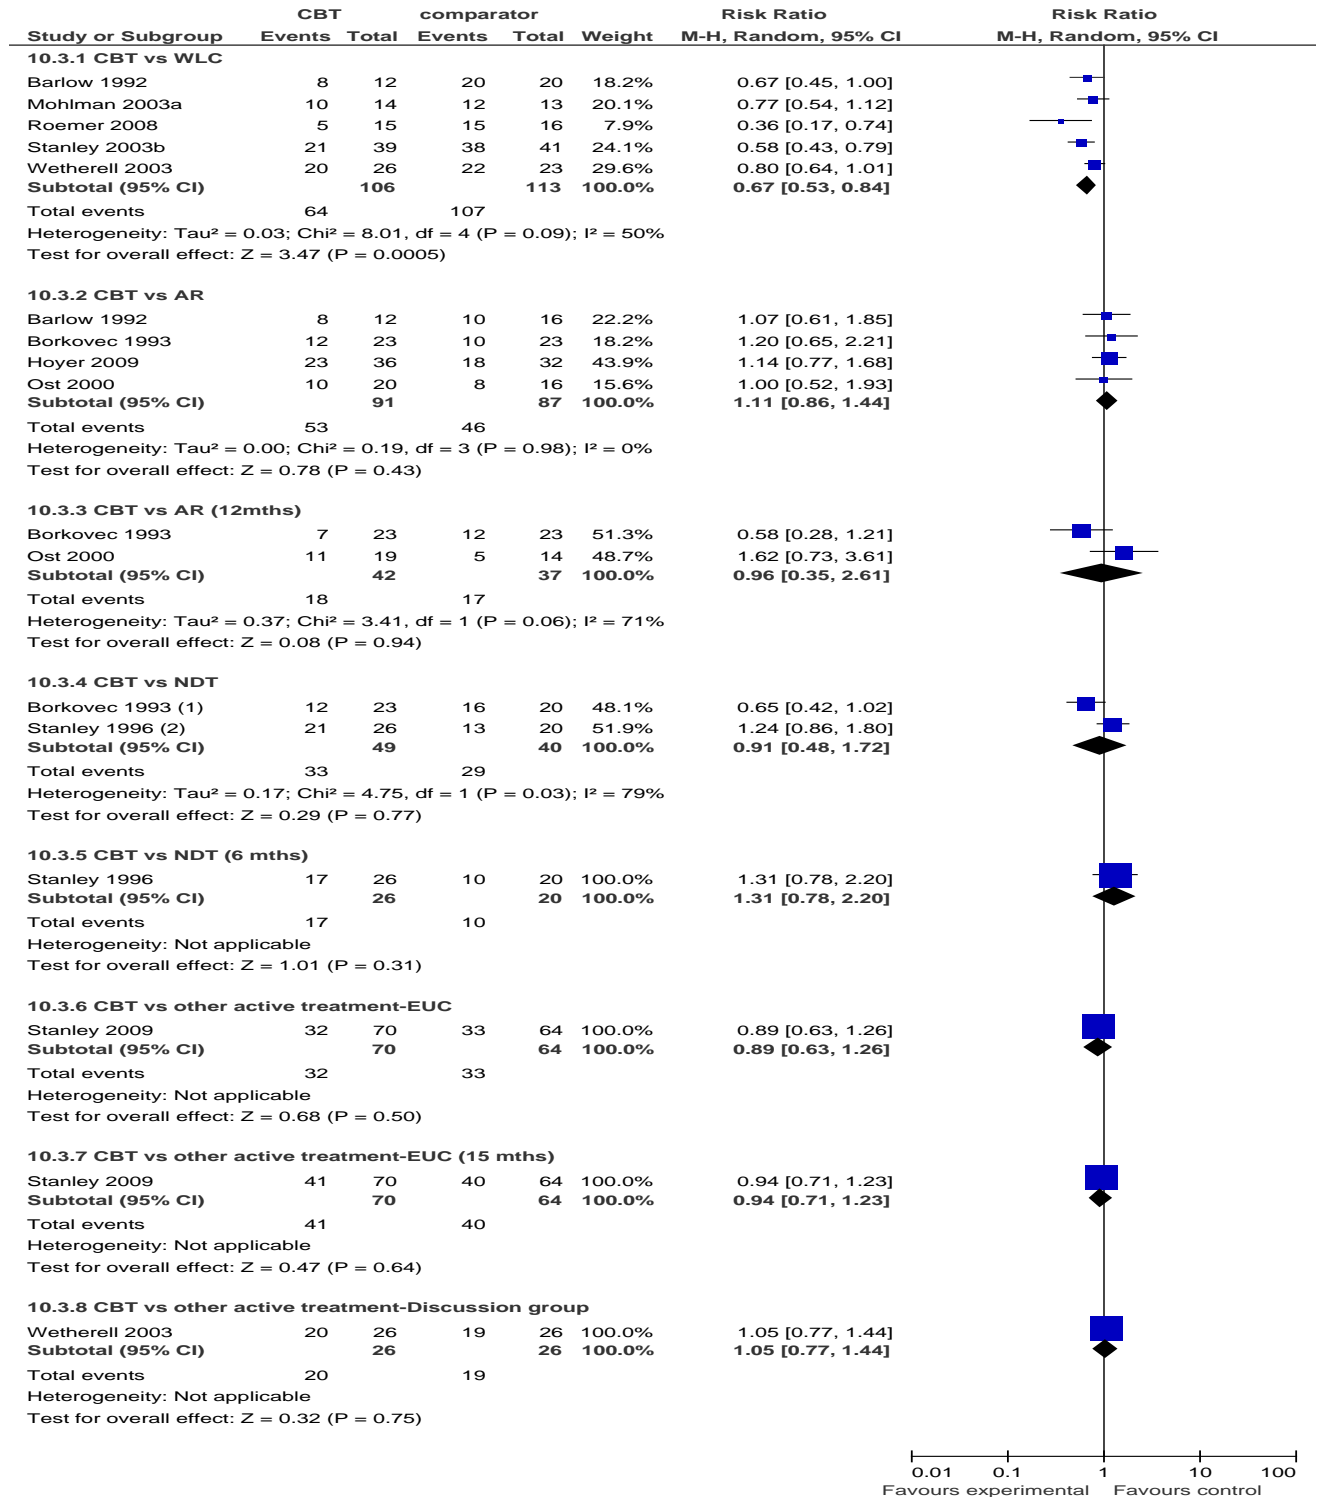 CBT comparator Risk Ratio Risk Ratio
Study or Subgroup Events Total Events Total Weight M-H, Random, 95% CI M-H, Random, 95% CI
10.3.1 CBT vs WLC
Barlow 1992 8 12 20 20 18.2% 0.67 [0.45, 1.00]
Mohlman 2003a 10 14 12 13 20.1% 0.77 [0.54, 1.12]
Roemer 2008 5 15 15 16 7.9% 0.36 [0.17, 0.74]
Stanley 2003b 21 39 38 41 24.1% 0.58 [0.43, 0.79]
Wetherell 2003 20 26 22 23 29.6% 0.80 [0.64, 1.01]
Subtotal (95% CI) 106 113 100.0% 0.67 [0.53, 0.84]
Total events 64 107
Heterogeneity: Tau² = 0.03; Chi² = 8.01, df = 4 (P = 0.09); I² = 50%
Test for overall effect: Z = 3.47 (P = 0.0005)
10.3.2 CBT vs AR
Barlow 1992 8 12 10 16 22.2% 1.07 [0.61, 1.85]
Borkovec 1993 12 23 10 23 18.2% 1.20 [0.65, 2.21]
Hoyer 2009 23 36 18 32 43.9% 1.14 [0.77, 1.68]
Ost 2000 10 20 8 16 15.6% 1.00 [0.52, 1.93]
Subtotal (95% CI) 91 87 100.0% 1.11 [0.86, 1.44]
Total events 53 46
Heterogeneity: Tau² = 0.00; Chi² = 0.19, df = 3 (P = 0.98); I² = 0%
Test for overall effect: Z = 0.78 (P = 0.43)
10.3.3 CBT vs AR (12mths)
Borkovec 1993 7 23 12 23 51.3% 0.58 [0.28, 1.21]
Ost 2000 11 19 5 14 48.7% 1.62 [0.73, 3.61]
Subtotal (95% CI) 42 37 100.0% 0.96 [0.35, 2.61]
Total events 18 17
Heterogeneity: Tau² = 0.37; Chi² = 3.41, df = 1 (P = 0.06); I² = 71%
Test for overall effect: Z = 0.08 (P = 0.94)
10.3.4 CBT vs NDT
Borkovec 1993 (1) 12 23 16 20 48.1% 0.65 [0.42, 1.02]
Stanley 1996 (2) 21 26 13 20 51.9% 1.24 [0.86, 1.80]
Subtotal (95% CI) 49 40 100.0% 0.91 [0.48, 1.72]
Total events 33 29
Heterogeneity: Tau² = 0.17; Chi² = 4.75, df = 1 (P = 0.03); I² = 79%
Test for overall effect: Z = 0.29 (P = 0.77)
10.3.5 CBT vs NDT (6 mths)
Stanley 1996 17 26 10 20 100.0% 1.31 [0.78, 2.20]
Subtotal (95% CI) 26 20 100.0% 1.31 [0.78, 2.20]
Total events 17 10
Heterogeneity: Not applicable
Test for overall effect: Z = 1.01 (P = 0.31)
10.3.6 CBT vs other active treatment-EUC
Stanley 2009 32 70 33 64 100.0% 0.89 [0.63, 1.26]
Subtotal (95% CI) 70 64 100.0% 0.89 [0.63, 1.26]
Total events 32 33
Heterogeneity: Not applicable
Test for overall effect: Z = 0.68 (P = 0.50)
10.3.7 CBT vs other active treatment-EUC (15 mths)
Stanley 2009 41 70 40 64 100.0% 0.94 [0.71, 1.23]
Subtotal (95% CI) 70 64 100.0% 0.94 [0.71, 1.23]
Total events 41 40
Heterogeneity: Not applicable
Test for overall effect: Z = 0.47 (P = 0.64)
10.3.8 CBT vs other active treatment-Discussion group
Wetherell 2003 20 26 19 26 100.0% 1.05 [0.77, 1.44]
Subtotal (95% CI) 26 26 100.0% 1.05 [0.77, 1.44]
Total events 20 19
Heterogeneity: Not applicable
Test for overall effect: Z = 0.32 (P = 0.75)
0.01 0.1 1 10 100
Favours experimental Favours control